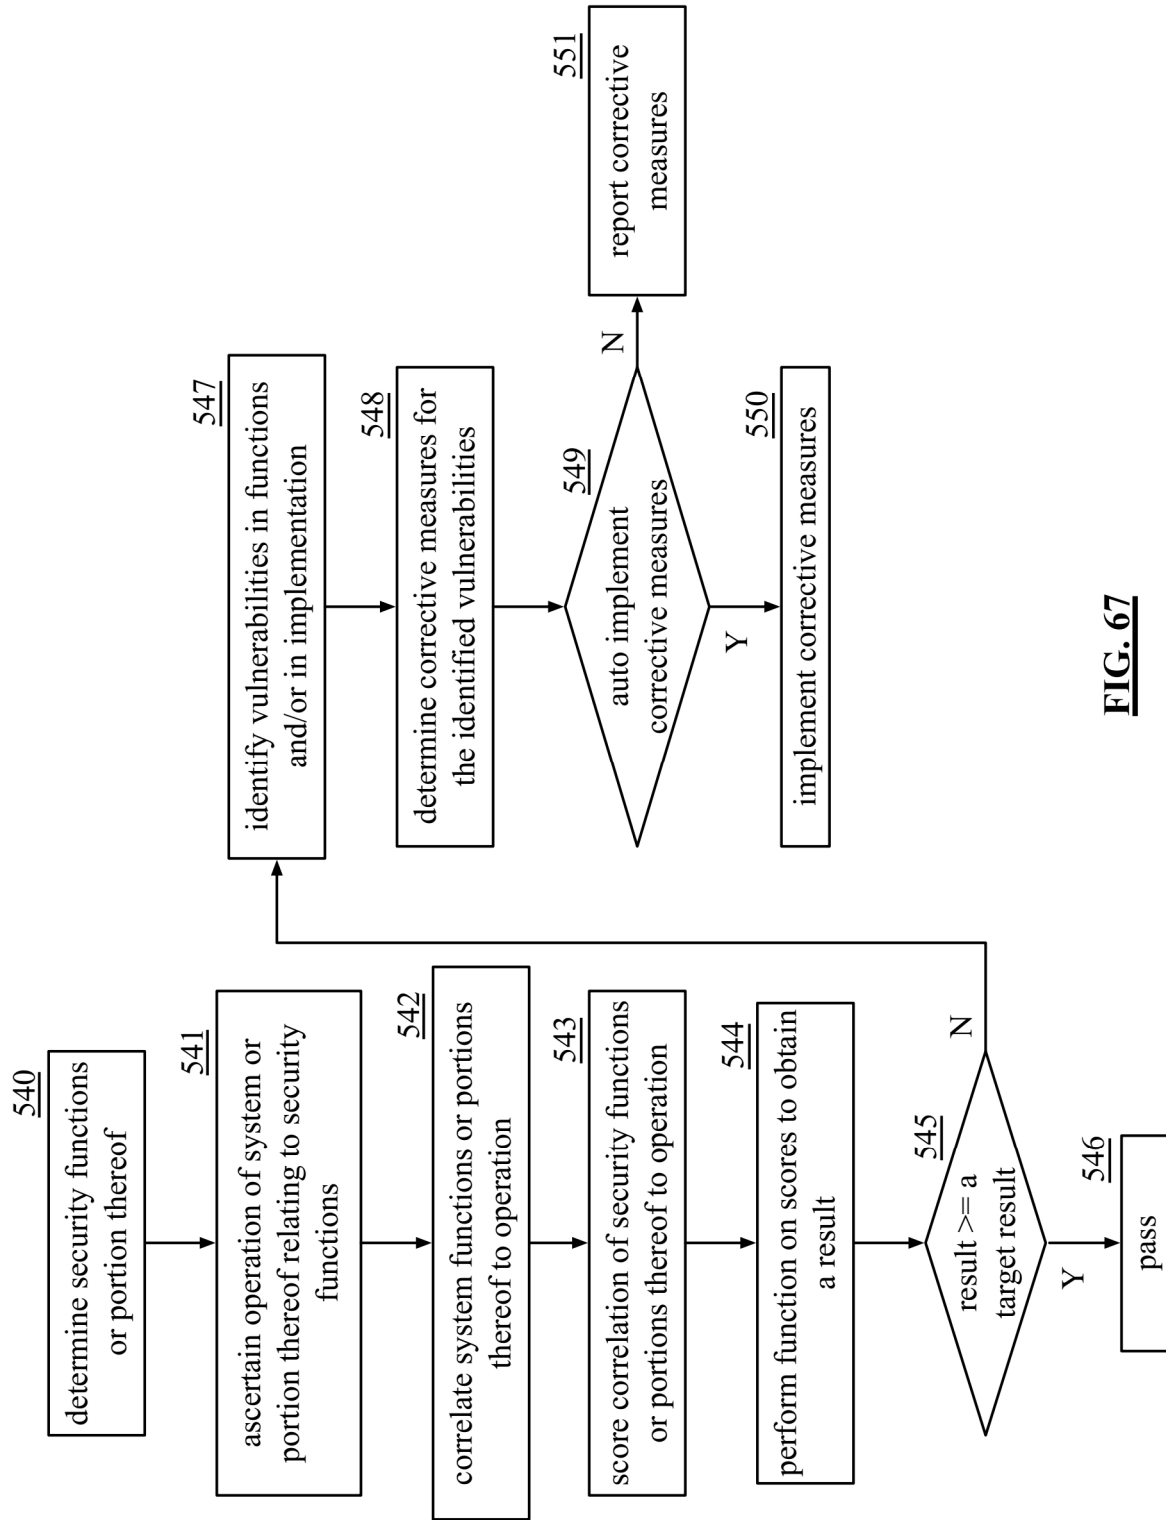 540
determine security functions
or portion thereof
541
ascertain operation of system or
portion thereof relating to security
functions
542
correlate system functions or portions
thereof to operation
543
score correlation of security functions
or portions thereof to operation
544
perform function on scores to obtain
a result
545
result >= a
target result
N
Y
546
pass
547
identify vulnerabilities in functions
and/or in implementation
548
determine corrective measures for
the identified vulnerabilities
549
auto implement
corrective measures
N
Y
550
implement corrective measures
551
report corrective
measures
FIG. 67